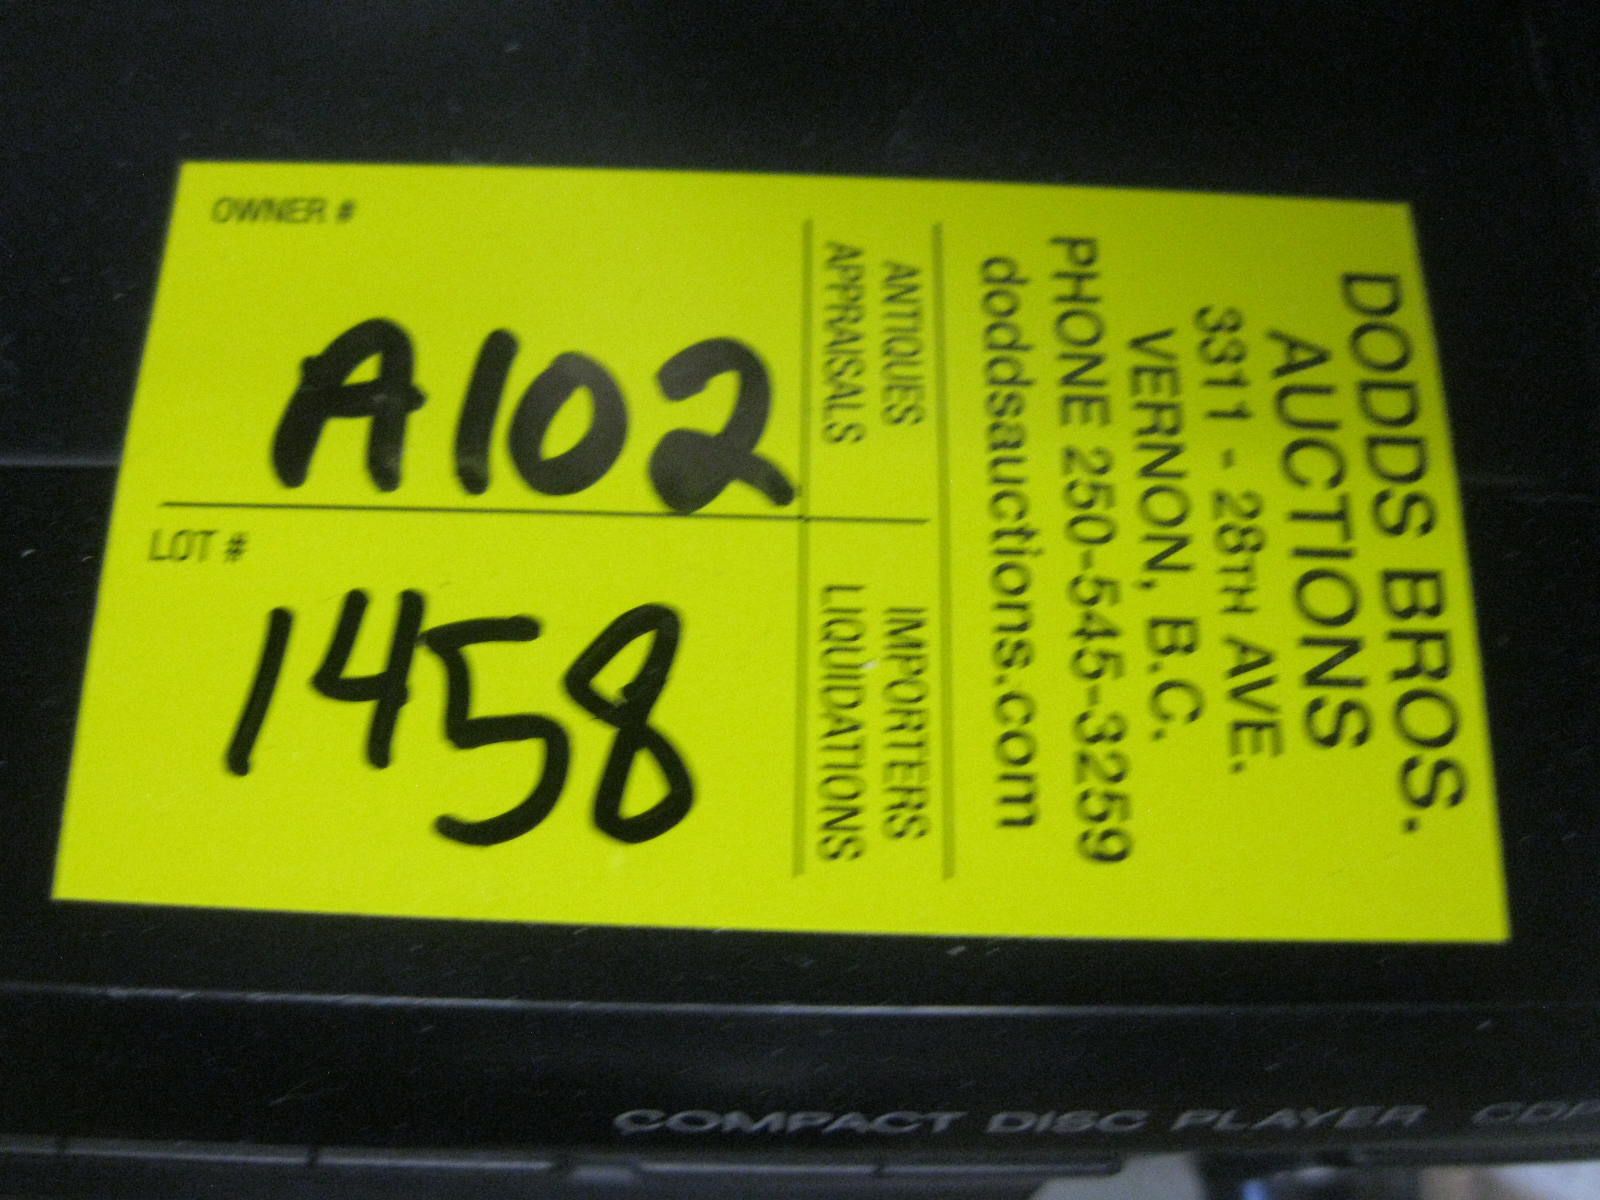 OWNER #
A102
LOT #
1458
ANTIQUES
APPRAISALS
IMPORTERS
LIQUIDATIONS
DODDS BROS.
AUCTIONS
3311 - 28TH AVE.
VERNON, B.C.
PHONE 250-545-3259
doddsauctions.com
COMPACT DISC PLAYER CDP